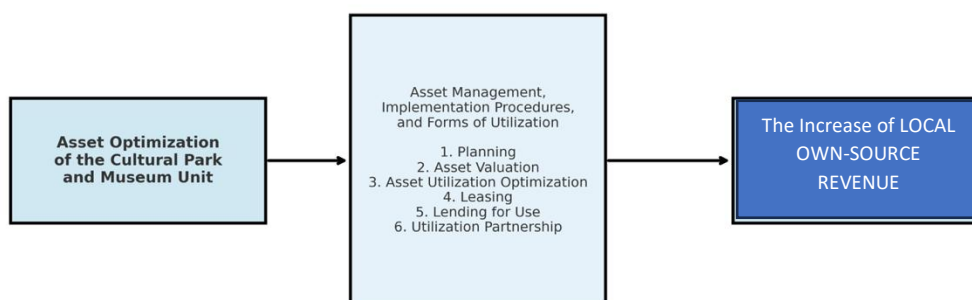 Asset Optimization
of the Cultural Park
and Museum Unit
Asset Management,
Implementation Procedures,
and Forms of Utilization
1. Planning
2. Asset Valuation
3. Asset Utilization Optimization
4. Leasing
5. Lending for Use
6. Utilization Partnership
The Increase of LOCAL
OWN-SOURCE
REVENUE